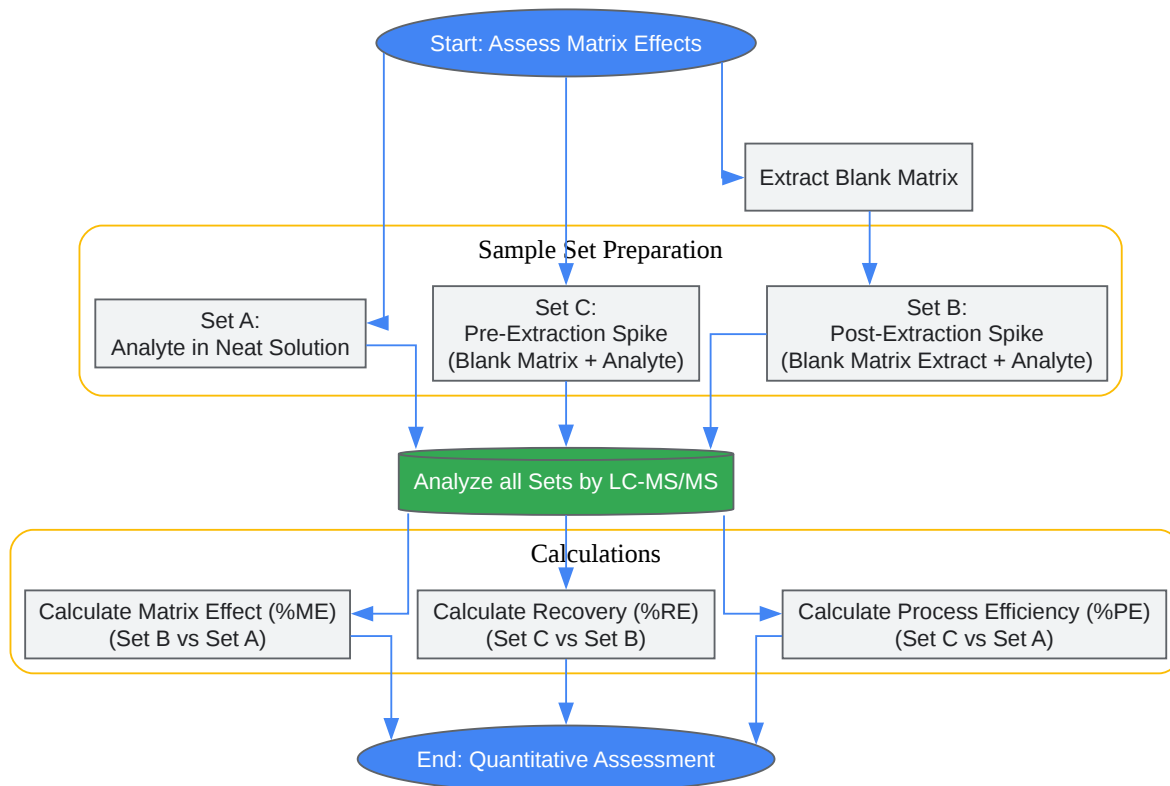 Start: Assess Matrix Effects
Extract Blank Matrix
Sample Set Preparation
Set A:
Analyte in Neat Solution
Set C:
Pre-Extraction Spike
(Blank Matrix + Analyte)
Set B:
Post-Extraction Spike
(Blank Matrix Extract + Analyte)
Analyze all Sets by LC-MS/MS
Calculations
Calculate Matrix Effect (%ME)
(Set B vs Set A)
Calculate Recovery (%RE)
(Set C vs Set B)
Calculate Process Efficiency (%PE)
(Set C vs Set A)
End: Quantitative Assessment